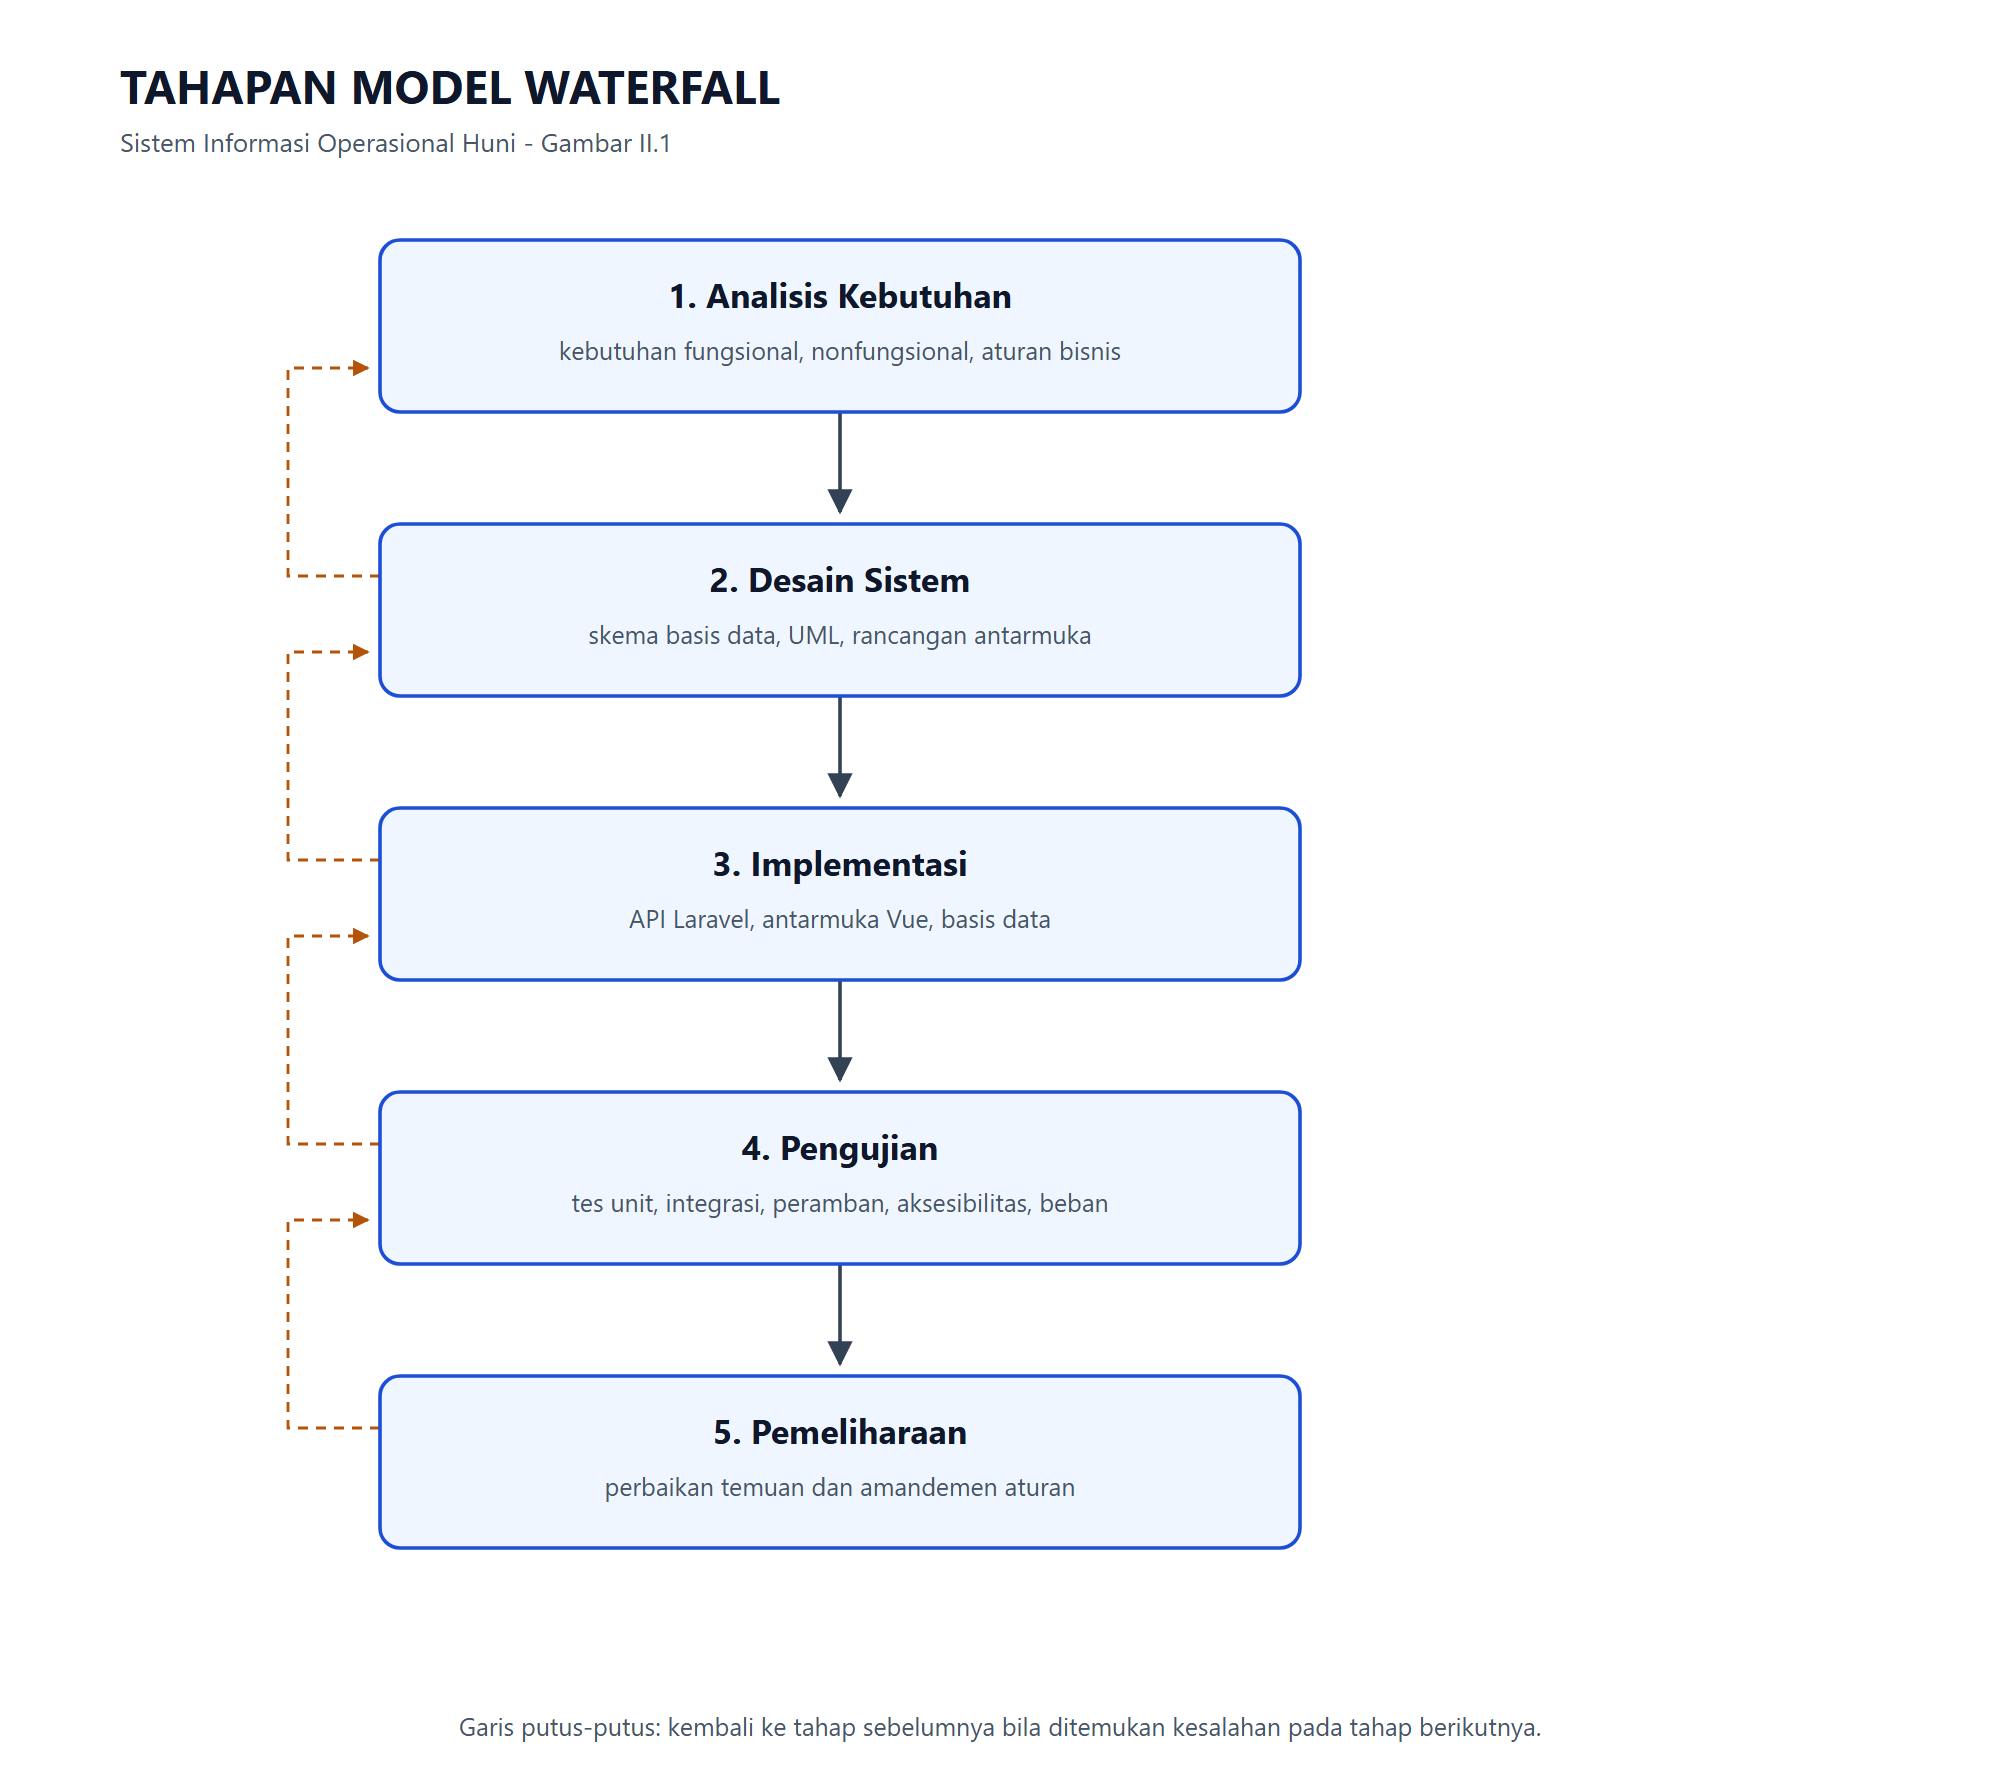 TAHAPAN MODEL WATERFALL
Sistem Informasi Operasional Huni - Gambar II.1
1. Analisis Kebutuhan
kebutuhan fungsional, nonfungsional, aturan bisnis
2. Desain Sistem
skema basis data, UML, rancangan antarmuka
3. Implementasi
API Laravel, antarmuka Vue, basis data
4. Pengujian
tes unit, integrasi, peramban, aksesibilitas, beban
5. Pemeliharaan
perbaikan temuan dan amandemen aturan
Garis putus-putus: kembali ke tahap sebelumnya bila ditemukan kesalahan pada tahap berikutnya.